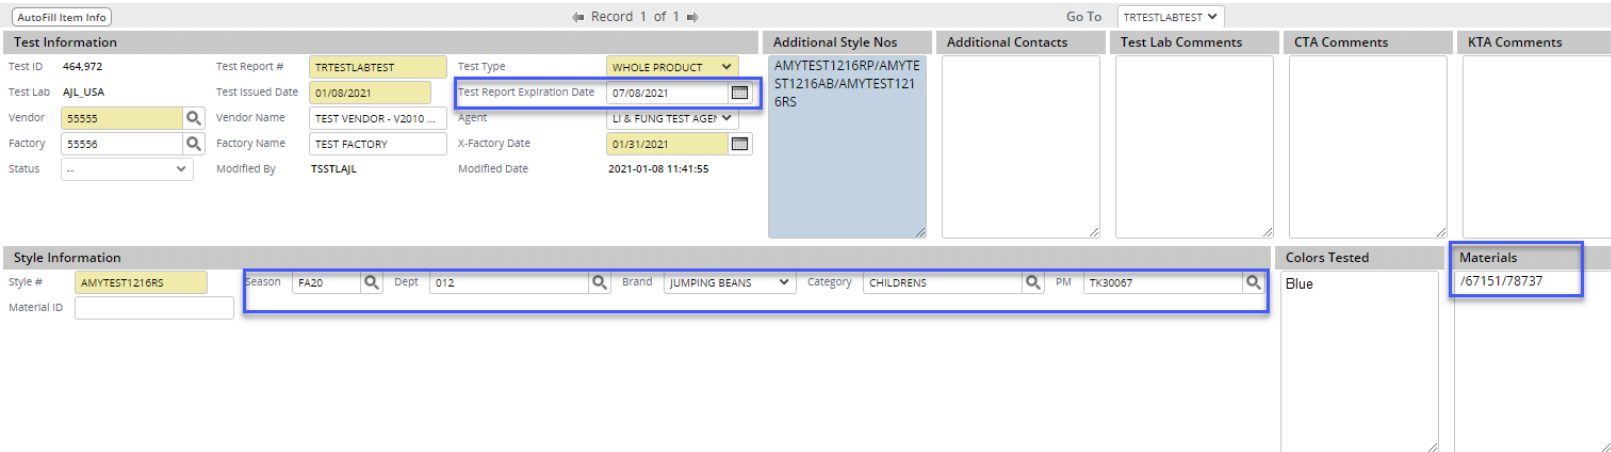 AutoFill Item Info
Record 1 of 1
Go To TRTESTLABTEST
Test Information
Additional Style Nos
Additional Contacts
Test Lab Comments
CTA Comments
KTA Comments
Test ID 464,972 Test Report # TRTESTLABTEST Test Type WHOLE PRODUCT
Test Lab AJL_USA Test Issued Date 01/08/2021 Test Report Expiration Date 07/08/2021
Vendor 55555 Vendor Name TEST VENDOR - V2010 ... Agent LI & FUNG TEST AGEN
Factory 55556 Factory Name TEST FACTORY X-Factory Date 01/31/2021
Status -- Modified By TSSTLAJL Modified Date 2021-01-08 11:41:55
AMYTEST1216RP/AMYTE
ST1216AB/AMYTEST121
6RS
Style Information
Colors Tested
Materials
Style # AMYTEST1216RS Season FA20 Dept 012 Brand JUMPING BEANS Category CHILDRENS PM TK30067
Material ID
Blue
/67151/78737